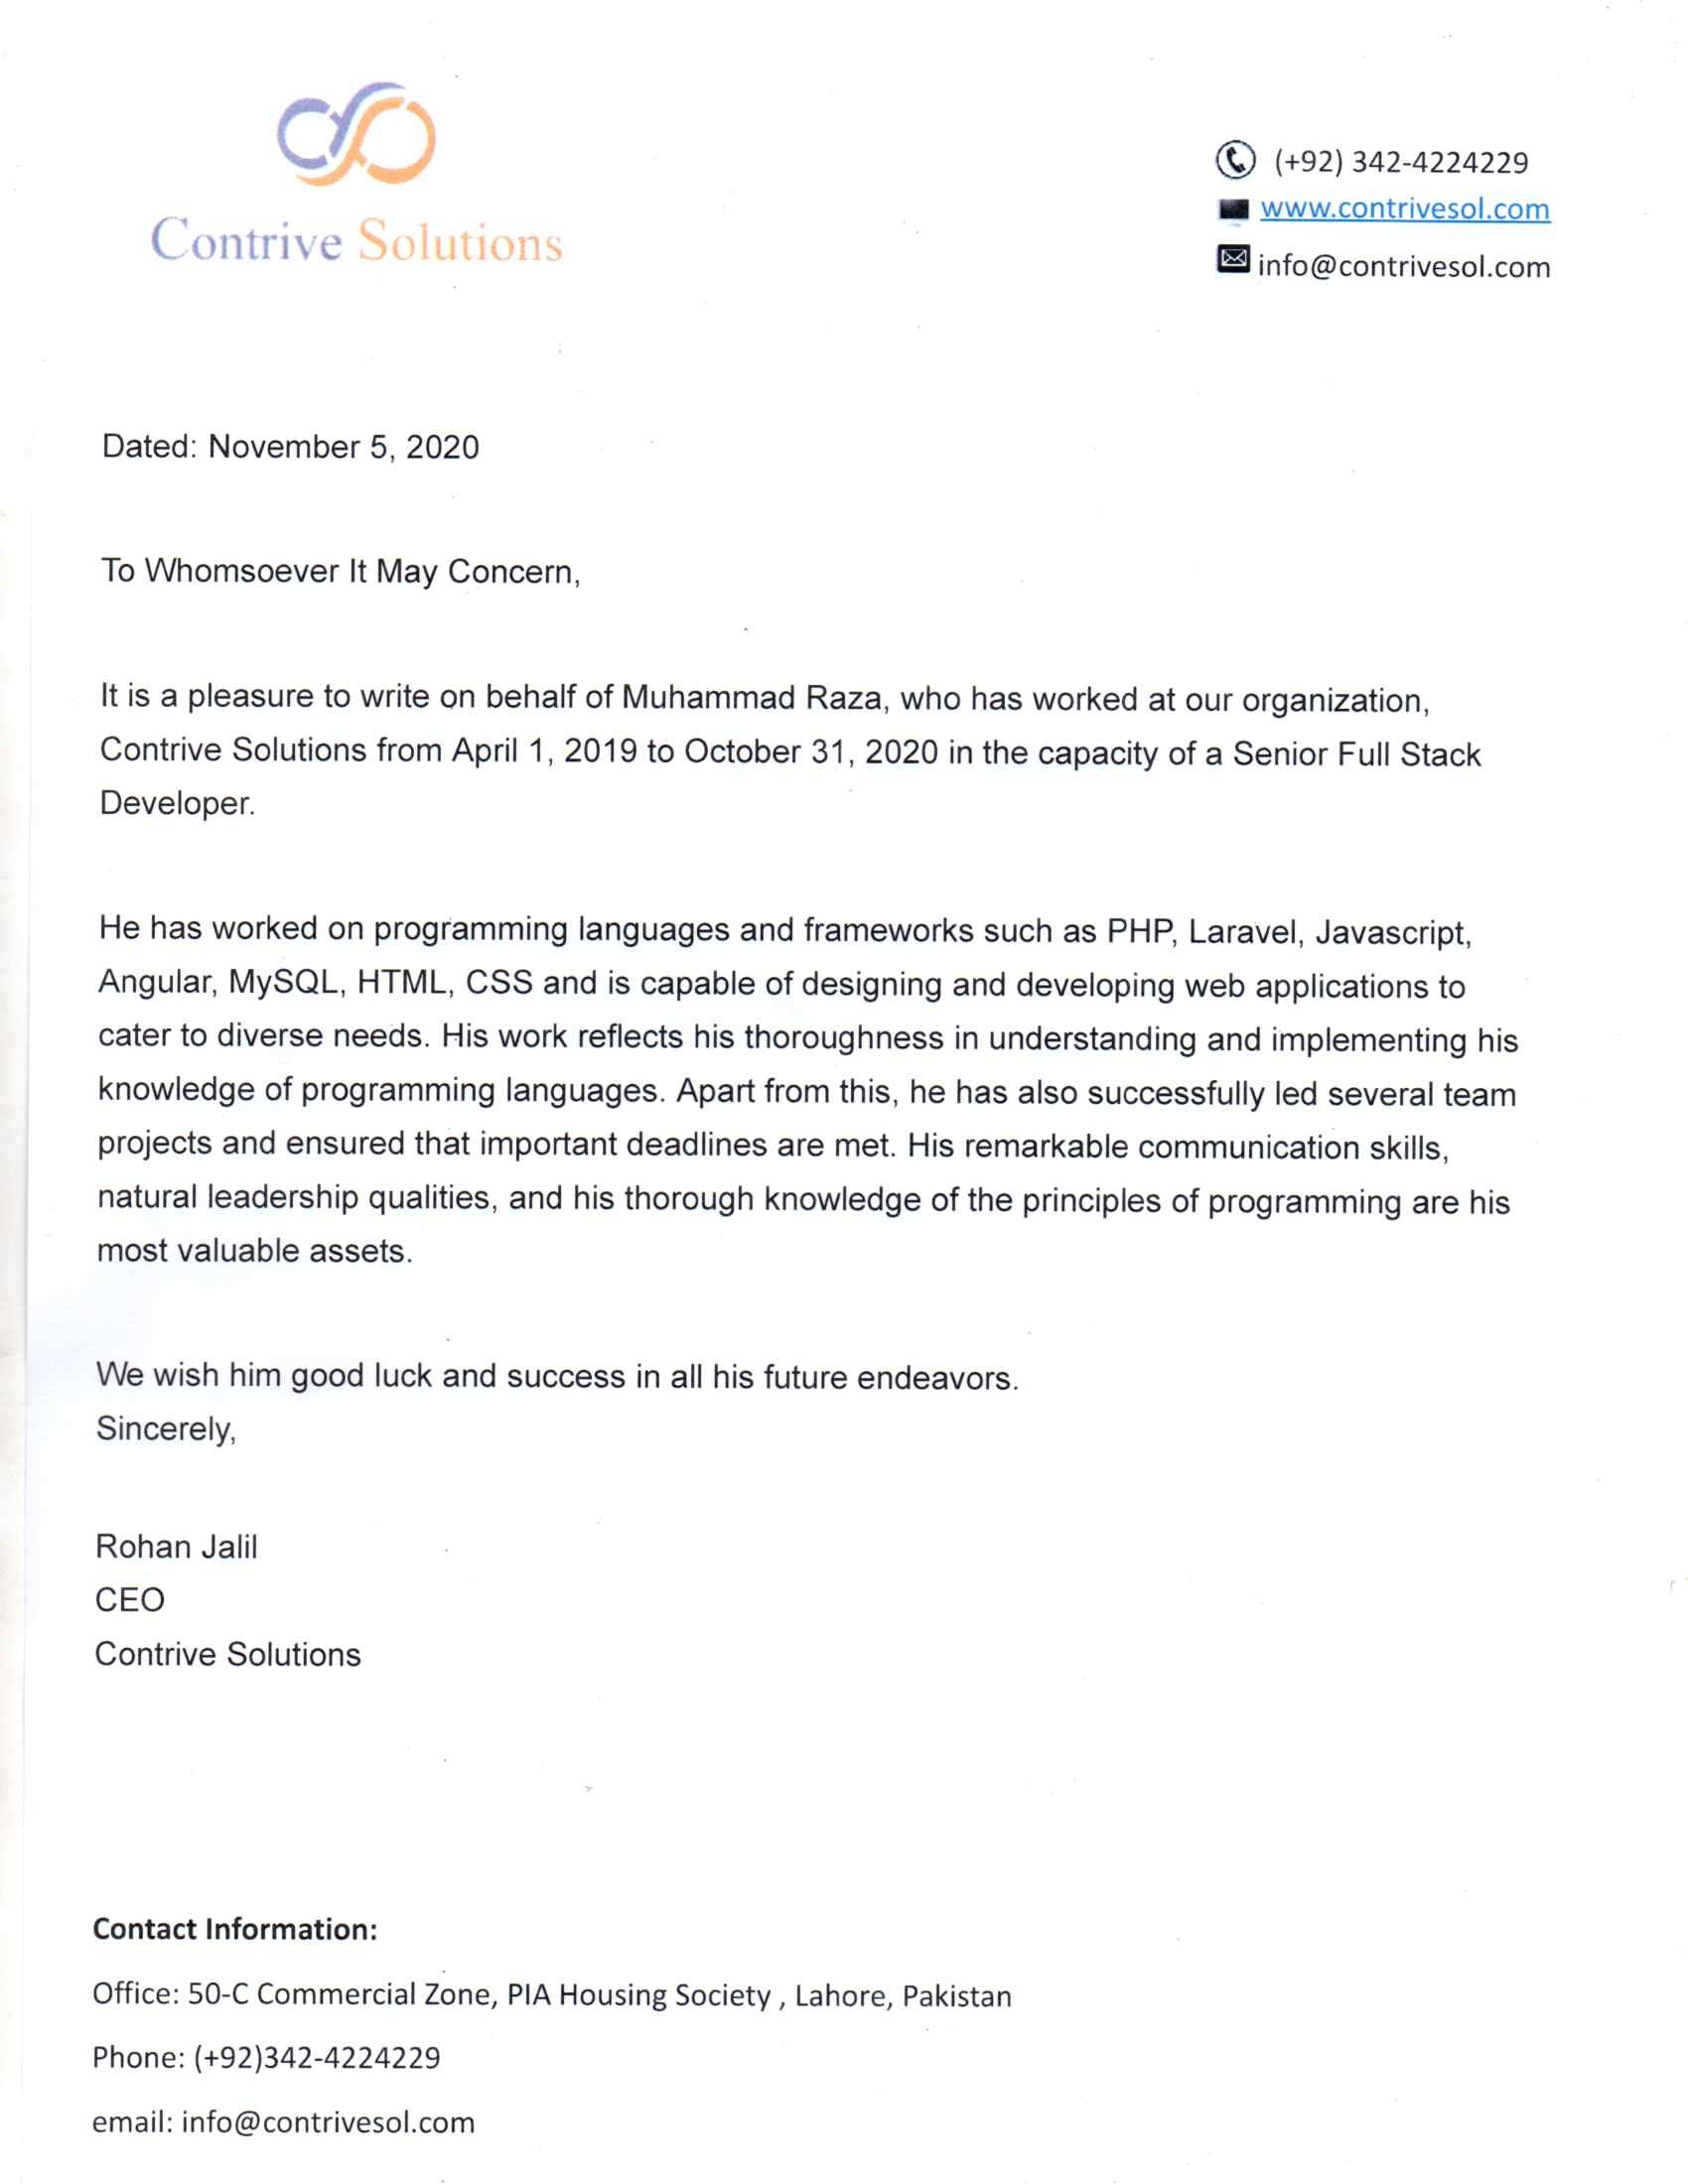 Contrive Solutions
(+92) 342-4224229
www.contrivesol.com
info@contrivesol.com
Dated: November 5, 2020
To Whomsoever It May Concern,
It is a pleasure to write on behalf of Muhammad Raza, who has worked at our organization,
Contrive Solutions from April 1, 2019 to October 31, 2020 in the capacity of a Senior Full Stack
Developer.
He has worked on programming languages and frameworks such as PHP, Laravel, Javascript,
Angular, MySQL, HTML, CSS and is capable of designing and developing web applications to
cater to diverse needs. His work reflects his thoroughness in understanding and implementing his
knowledge of programming languages. Apart from this, he has also successfully led several team
projects and ensured that important deadlines are met. His remarkable communication skills,
natural leadership qualities, and his thorough knowledge of the principles of programming are his
most valuable assets.
We wish him good luck and success in all his future endeavors.
Sincerely,
Rohan Jalil
CEO
Contrive Solutions
Contact Information:
Office: 50-C Commercial Zone, PIA Housing Society , Lahore, Pakistan
Phone: (+92)342-4224229
email: info@contrivesol.com